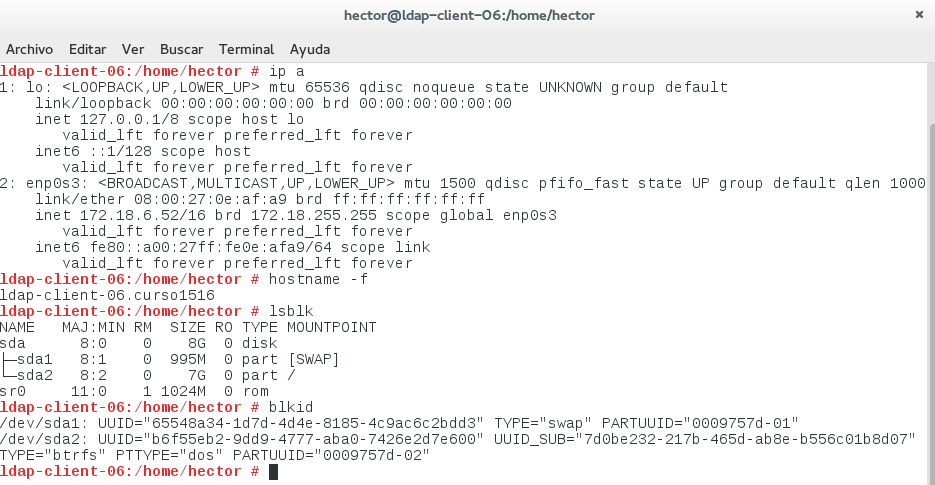 hector@ldap-client-06:/home/hector
×
Archivo Editar Ver Buscar Terminal Ayuda
ldap-client-06:/home/hector # ip a
1: lo: <LOOPBACK,UP,LOWER_UP> mtu 65536 qdisc noqueue state UNKNOWN group default
    link/loopback 00:00:00:00:00:00 brd 00:00:00:00:00:00
    inet 127.0.0.1/8 scope host lo
       valid_lft forever preferred_lft forever
    inet6 ::1/128 scope host
       valid_lft forever preferred_lft forever
2: enp0s3: <BROADCAST,MULTICAST,UP,LOWER_UP> mtu 1500 qdisc pfifo_fast state UP group default qlen 1000
    link/ether 08:00:27:0e:af:a9 brd ff:ff:ff:ff:ff:ff
    inet 172.18.6.52/16 brd 172.18.255.255 scope global enp0s3
       valid_lft forever preferred_lft forever
    inet6 fe80::a00:27ff:fe0e:afa9/64 scope link
       valid_lft forever preferred_lft forever
ldap-client-06:/home/hector # hostname -f
ldap-client-06.curso1516
ldap-client-06:/home/hector # lsblk
NAME   MAJ:MIN RM  SIZE RO TYPE MOUNTPOINT
sda      8:0    0    8G  0 disk
├─sda1   8:1    0  995M  0 part [SWAP]
└─sda2   8:2    0    7G  0 part /
sr0     11:0    1 1024M  0 rom
ldap-client-06:/home/hector # blkid
/dev/sda1: UUID="65548a34-1d7d-4d4e-8185-4c9ac6c2bdd3" TYPE="swap" PARTUUID="0009757d-01"
/dev/sda2: UUID="b6f55eb2-9dd9-4777-aba0-7426e2d7e600" UUID_SUB="7d0be232-217b-465d-ab8e-b556c01b8d07"
TYPE="btrfs" PTTYPE="dos" PARTUUID="0009757d-02"
ldap-client-06:/home/hector #